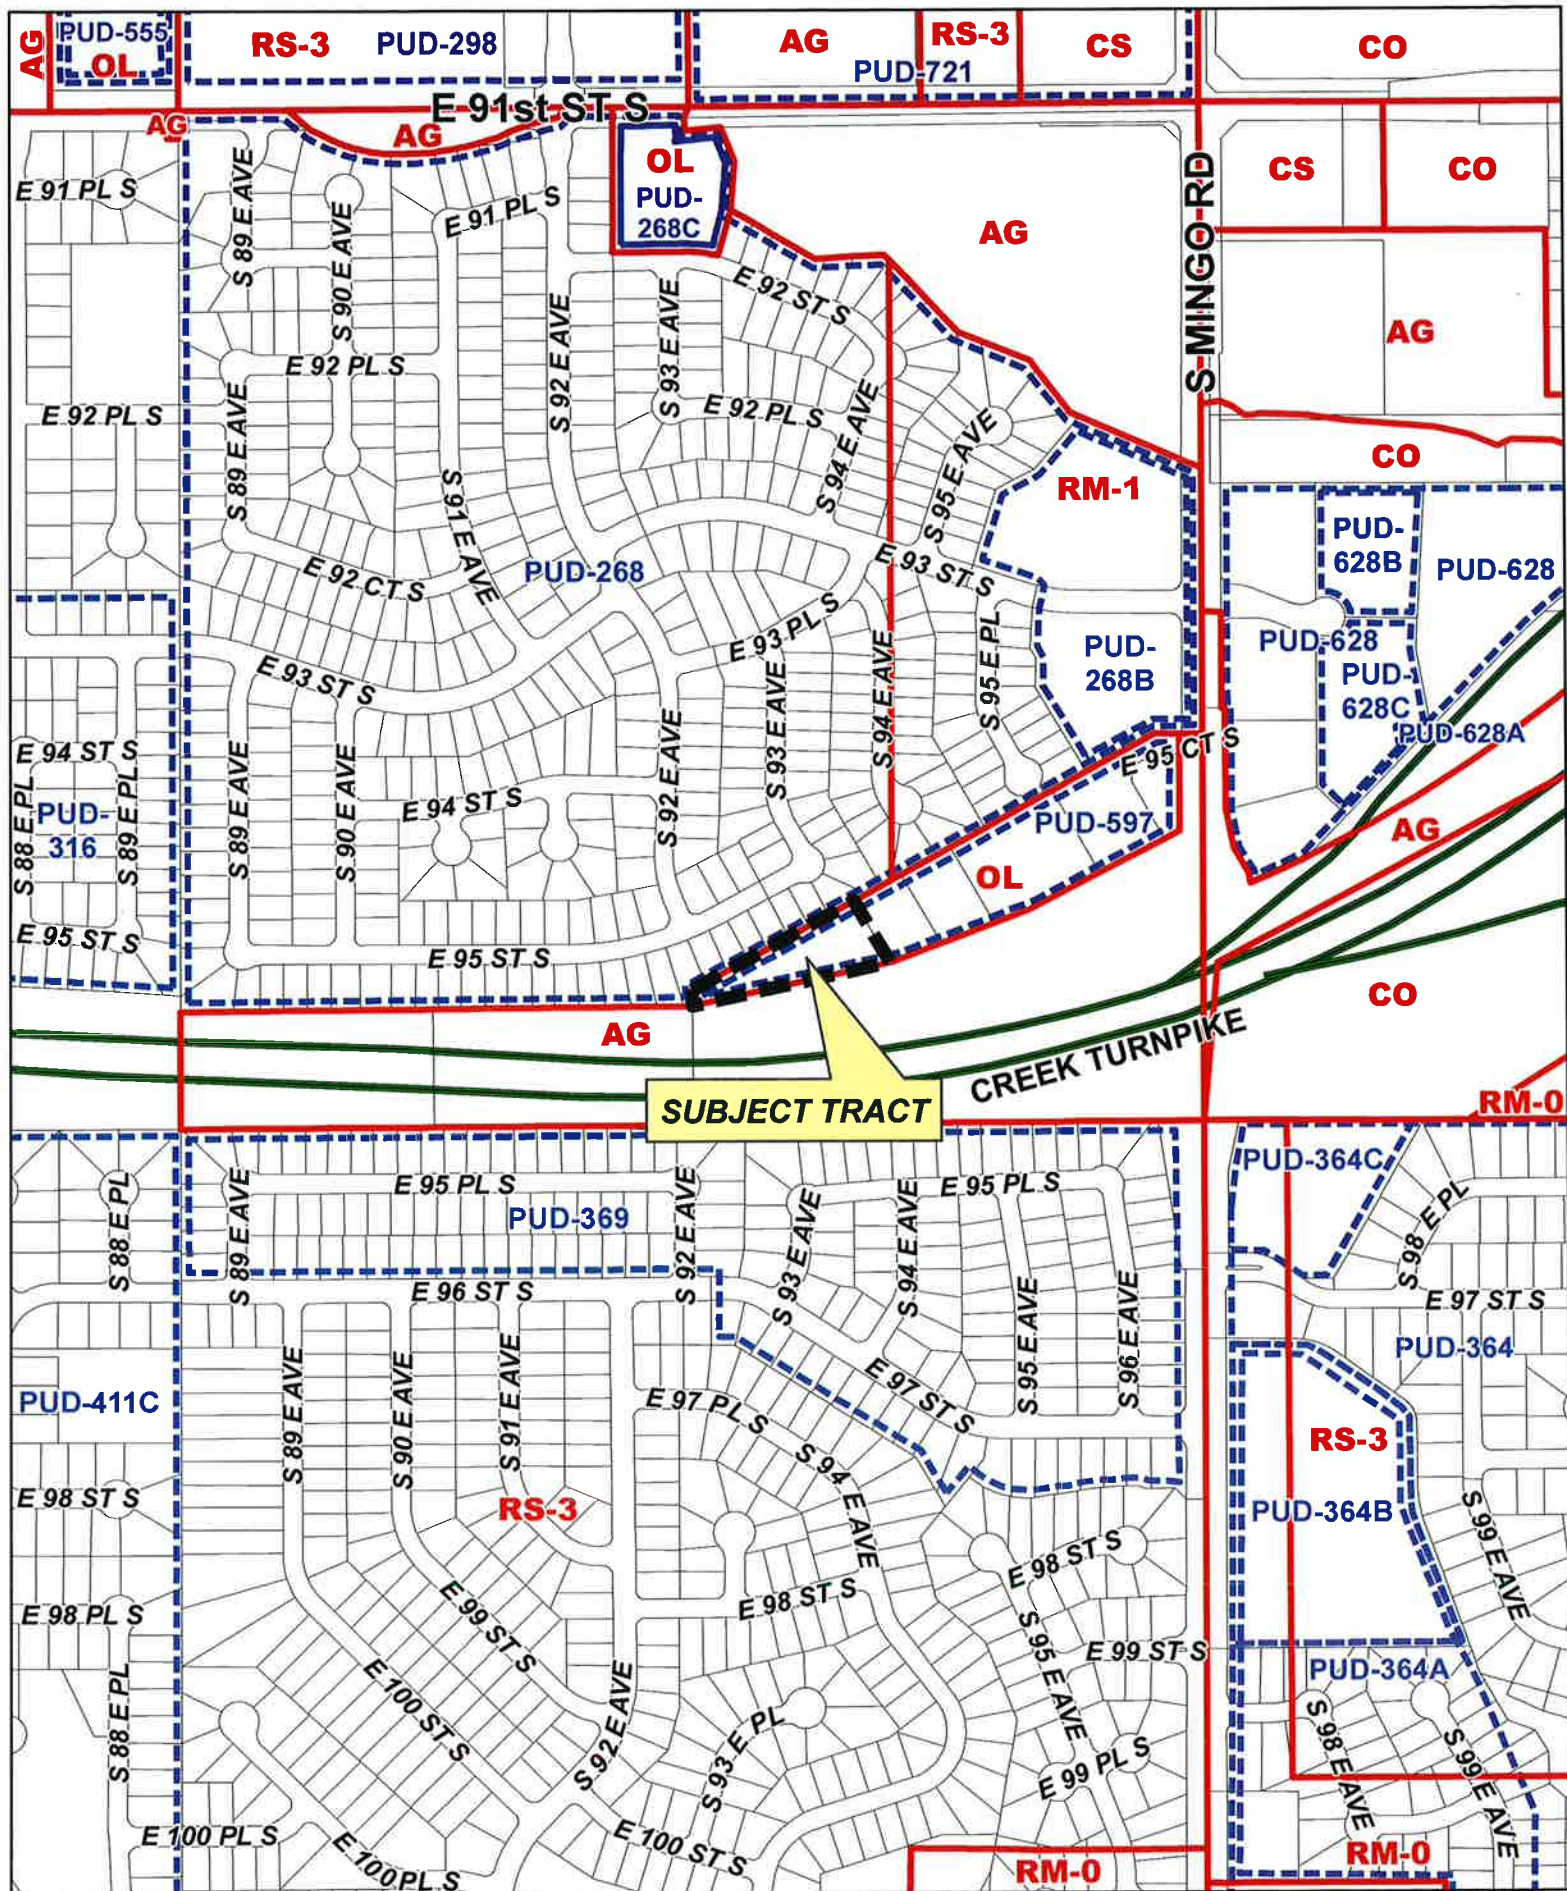 AG
PUD-555
OL
RS-3
PUD-298
AG
RS-3
CS
CO
PUD-721
E 91st ST S
AG
AG
OL
PUD-
268C
CS
CO
E 91 PL S
S 89 E AVE
S 90 E AVE
E 91 PL S
AG
S MINGO RD
E 92 ST S
S 92 E AVE
S 93 E AVE
AG
E 92 PL S
E 92 PL S
S 89 E AVE
E 92 PL S
S 94 E AVE
S 95 E AVE
CO
S 91 E AVE
RM-1
PUD-
628B
PUD-628
E 92 CT S
PUD-268
E 93 ST S
E 93 PL S
S 95 E PL
PUD-
268B
PUD-628
PUD-
628C
E 93 ST S
S 94 E AVE
S 93 E AVE
S 92 E AVE
PUD-628A
E 94 ST S
S 88 E PL
PUD-
316
S 89 E PL
S 89 E AVE
S 90 E AVE
E 94 ST S
E 95 CT S
PUD-597
AG
OL
E 95 ST S
E 95 ST S
CO
AG
CREEK TURNPIKE
SUBJECT TRACT
RM-0
PUD-364C
S 88 E PL
S 89 E AVE
E 95 PL S
PUD-369
S 92 E AVE
S 93 E AVE
S 94 E AVE
E 95 PL S
S 98 E PL
E 96 ST S
S 95 E AVE
S 96 E AVE
E 97 ST S
PUD-364
PUD-411C
S 89 E AVE
S 90 E AVE
S 91 E AVE
E 97 PL S
E 97 ST S
RS-3
S 94 E AVE
E 98 ST S
RS-3
PUD-364B
S 99 E AVE
E 98 ST S
E 98 PL S
E 99 ST S
E 98 ST S
S 95 E AVE
E 99 ST S
PUD-364A
S 88 E PL
E 100 ST S
S 92 E AVE
S 93 E PL
E 99 PL S
S 98 E AVE
S 99 E AVE
E 100 PL S
E 100 PL S
E 100 ST S
RM-0
RM-0